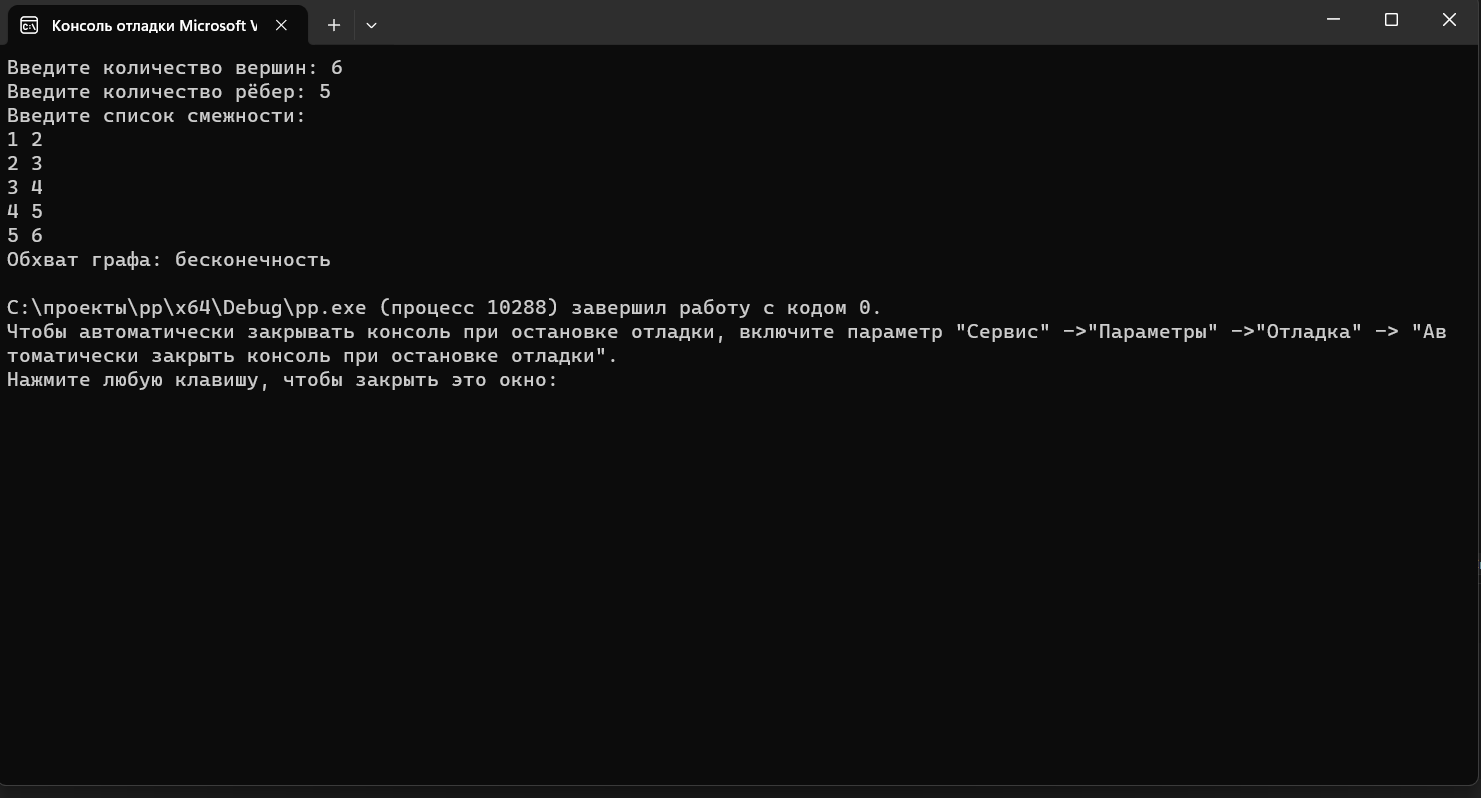 Консоль отладки Microsoft V
Введите количество вершин: 6
Введите количество рёбер: 5
Введите список смежности:
1 2
2 3
3 4
4 5
5 6
Обхват графа: бесконечность
C:\проекты\pp\x64\Debug\pp.exe (процесс 10288) завершил работу с кодом 0.
Чтобы автоматически закрывать консоль при остановке отладки, включите параметр "Сервис" ->"Параметры" ->"Отладка" -> "Ав
томатически закрыть консоль при остановке отладки".
Нажмите любую клавишу, чтобы закрыть это окно: